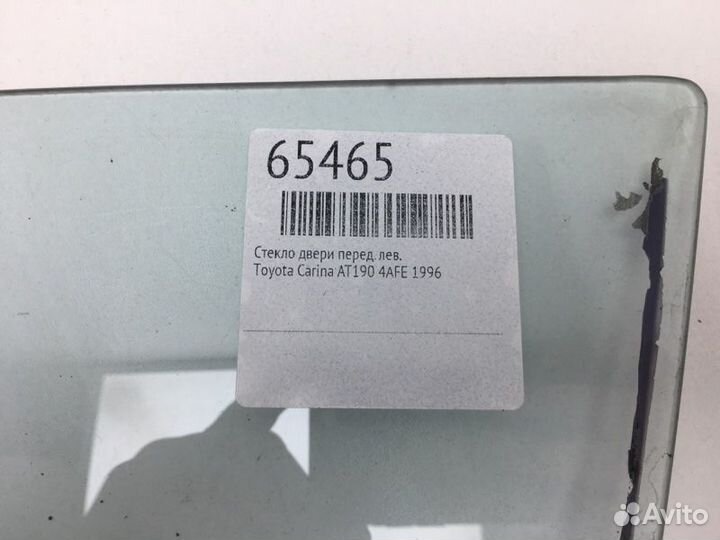 65465
Стекло двери перед. лев.
Toyota Carina AT190 4AFE 1996
Avito